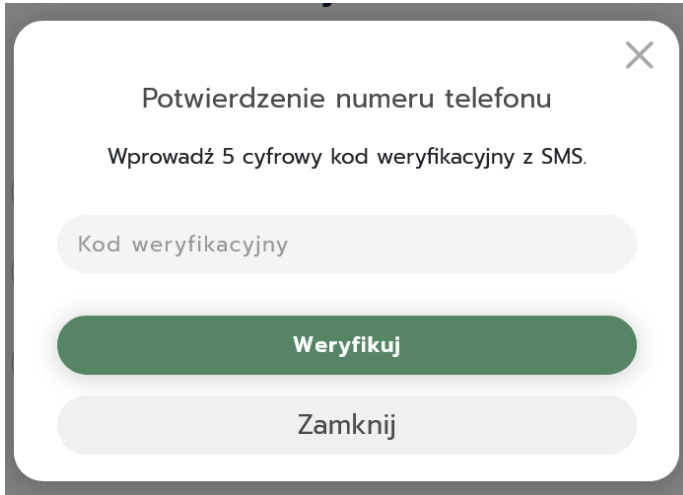 Potwierdzenie numeru telefonu
Wprowadź 5 cyfrowy kod weryfikacyjny z SMS.
Kod weryfikacyjny
Weryfikuj
Zamknij